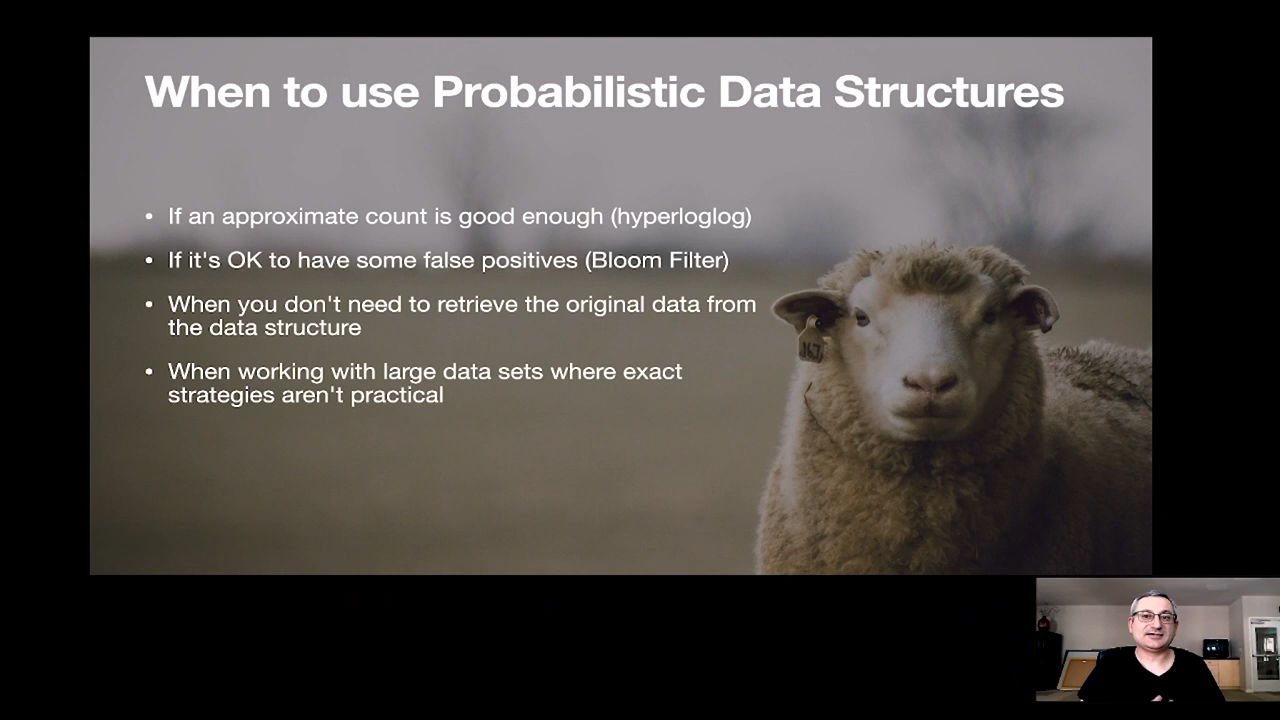 When to use Probabilistic Data Structures
• If an approximate count is good enough (hyperloglog)
• If it's OK to have some false positives (Bloom Filter)
• When you don't need to retrieve the original data from
the data structure
• When working with large data sets where exact
strategies aren't practical